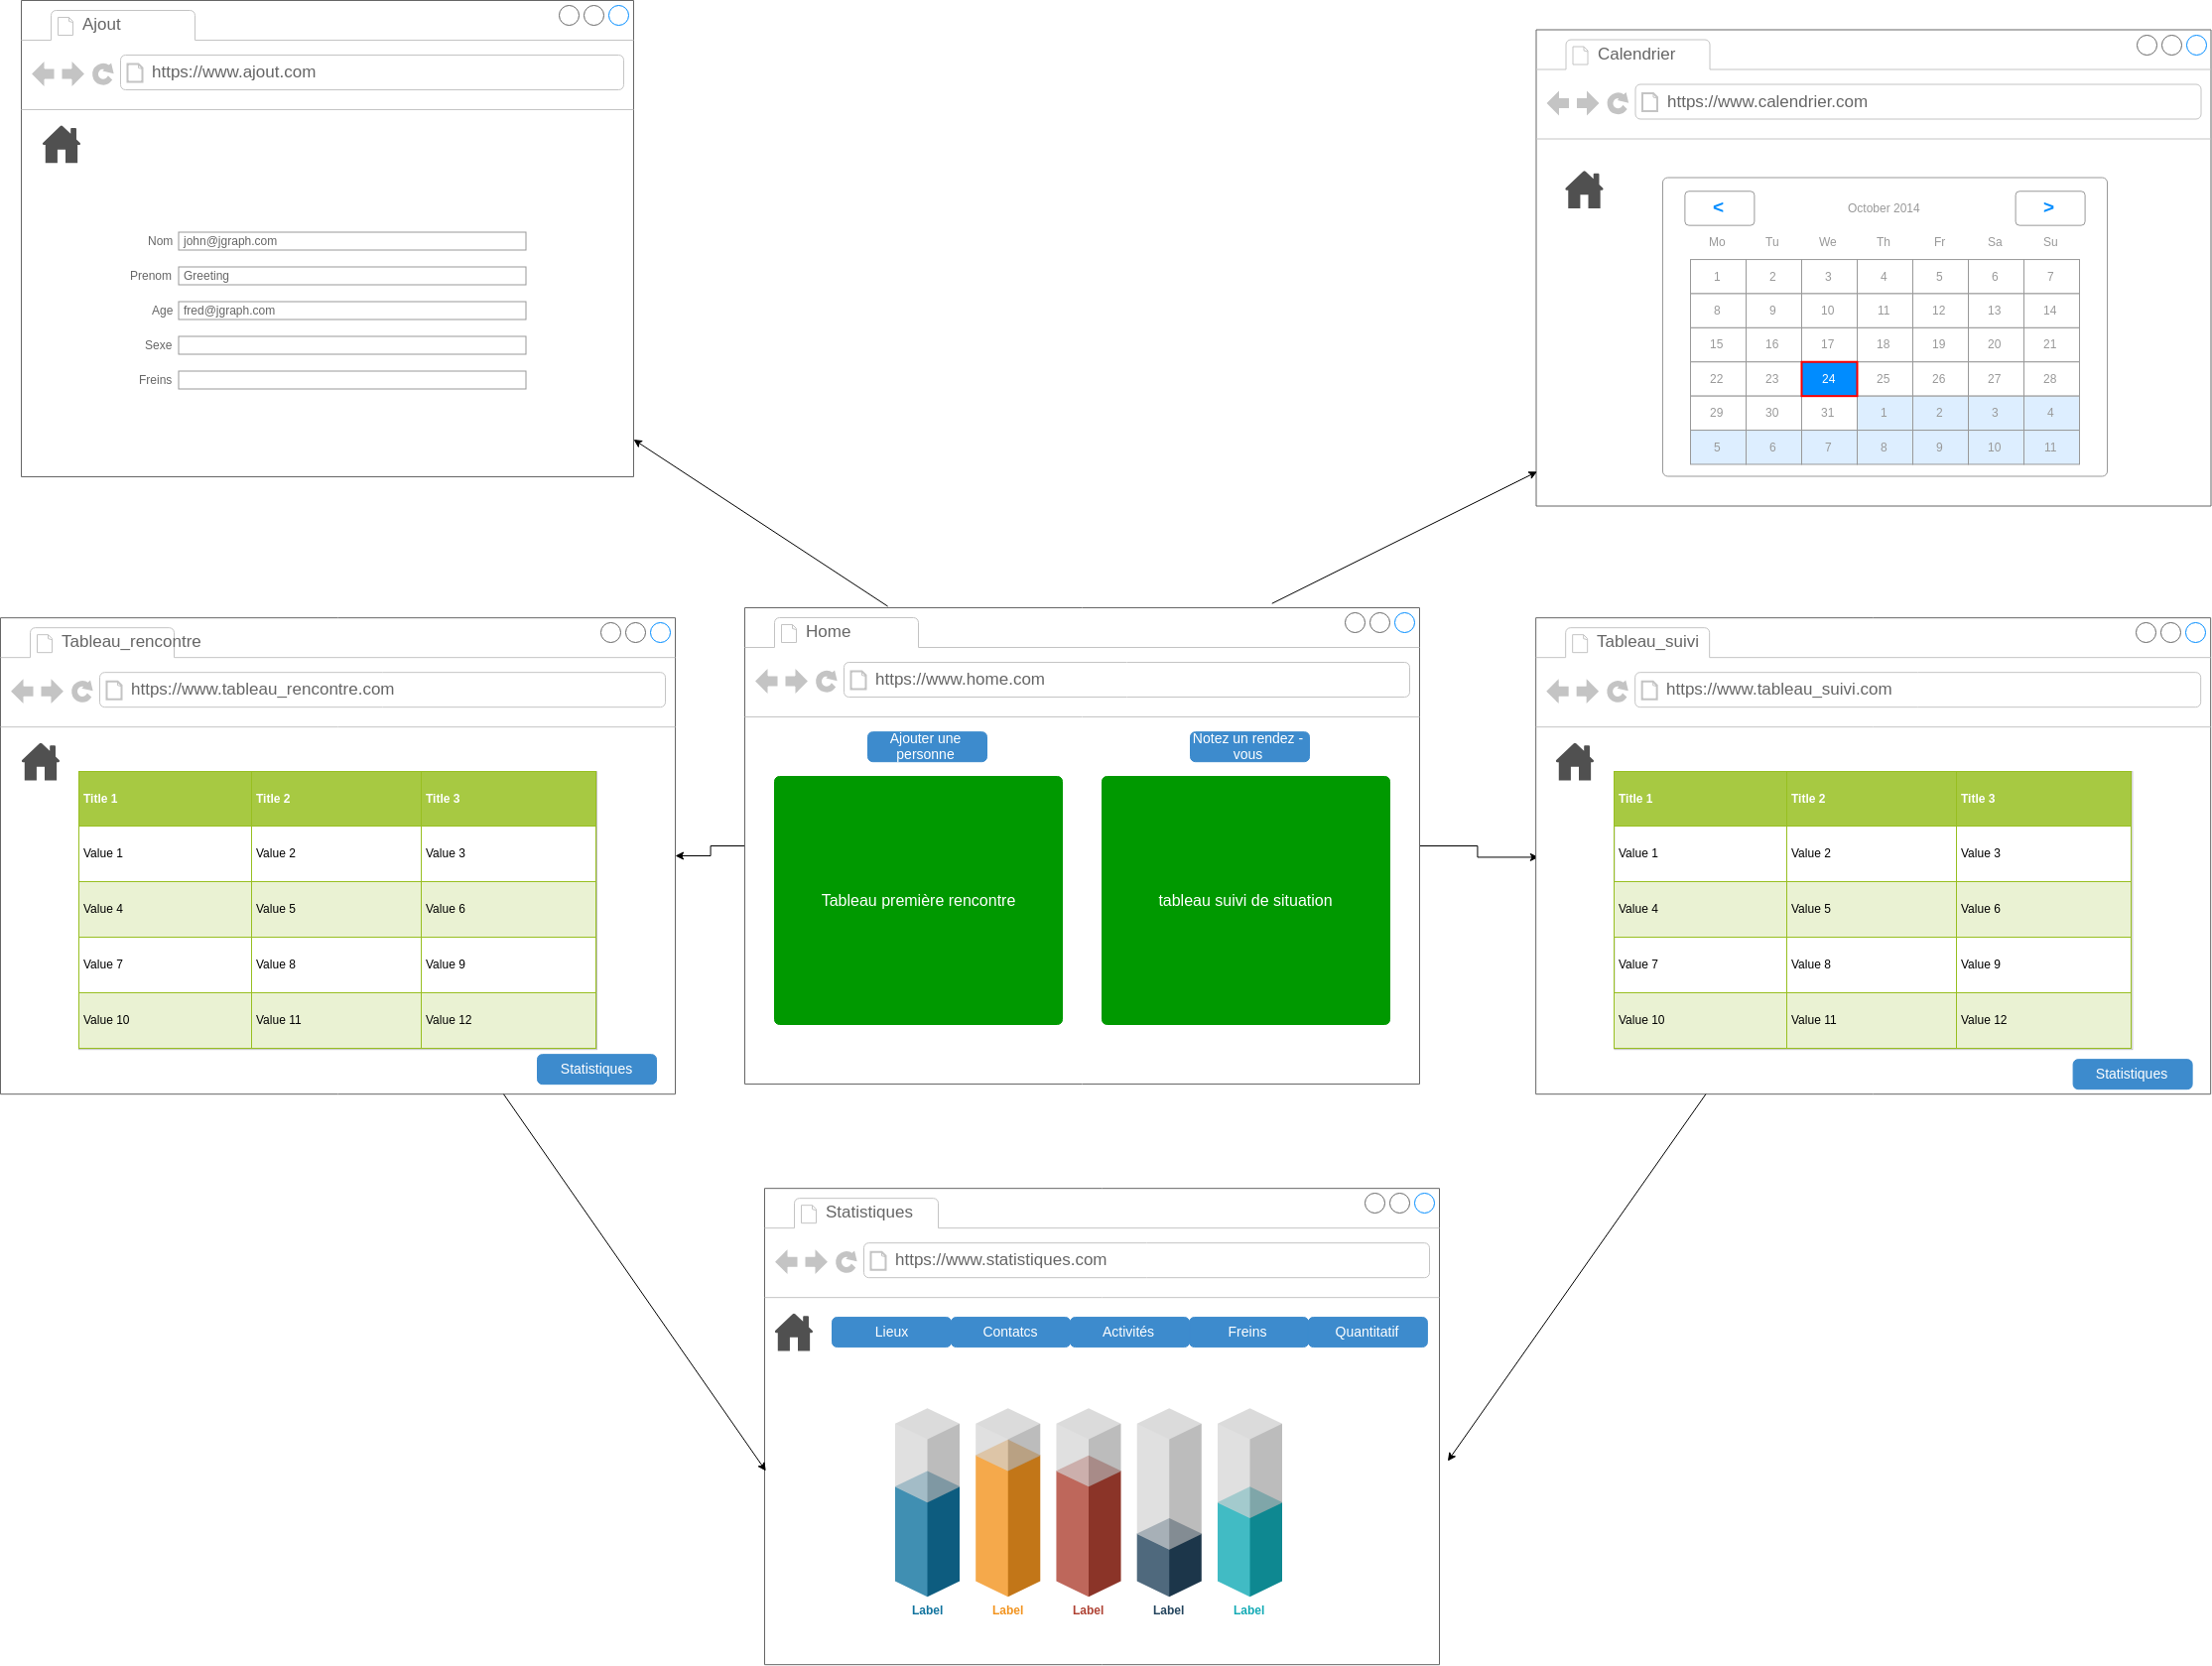 Ajout
https://www.ajout.com
Nom john@jgraph.com
Prenom Greeting
Age fred@jgraph.com
Sexe
Freins
Calendrier
https://www.calendrier.com
< October 2014 >
Mo Tu We Th Fr Sa Su
1 2 3 4 5 6 7
8 9 10 11 12 13 14
15 16 17 18 19 20 21
22 23 24 25 26 27 28
29 30 31 1 2 3 4
5 6 7 8 9 10 11
Tableau_rencontre
https://www.tableau_rencontre.com
Title 1 Title 2 Title 3
Value 1 Value 2 Value 3
Value 4 Value 5 Value 6
Value 7 Value 8 Value 9
Value 10 Value 11 Value 12
Statistiques
Home
https://www.home.com
Ajouter une
personne
Notez un rendez -
vous
Tableau première rencontre
tableau suivi de situation
Tableau_suivi
https://www.tableau_suivi.com
Title 1 Title 2 Title 3
Value 1 Value 2 Value 3
Value 4 Value 5 Value 6
Value 7 Value 8 Value 9
Value 10 Value 11 Value 12
Statistiques
Statistiques
https://www.statistiques.com
Lieux Contatcs Activités Freins Quantitatif
Label Label Label Label Label